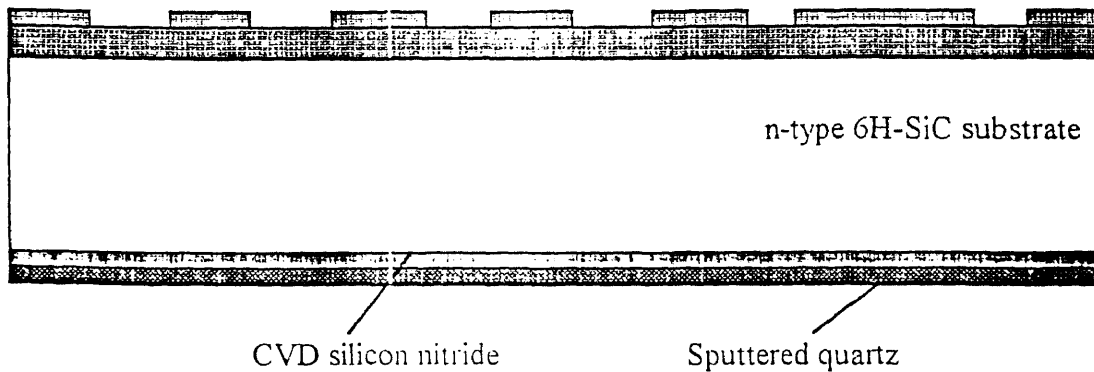 n-type 6H-SiC substrate
CVD silicon nitride
Sputtered quartz